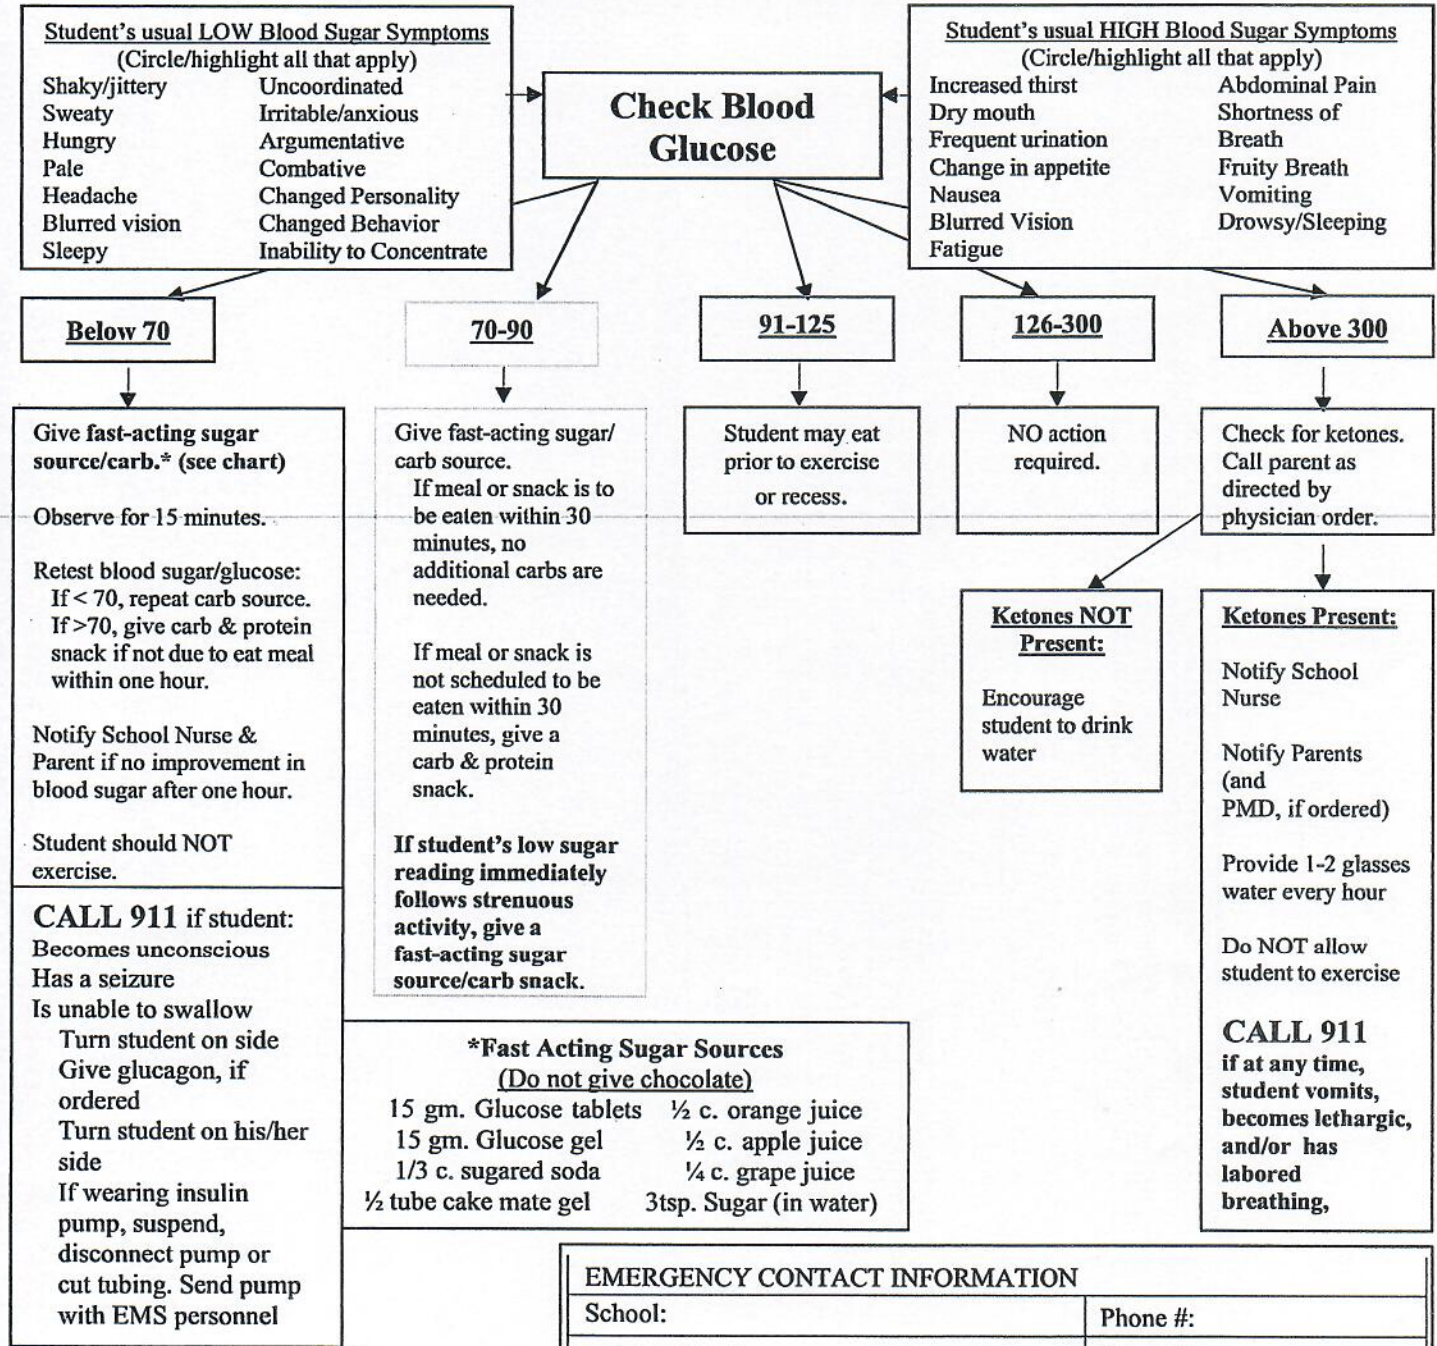 Student's usual LOW Blood Sugar Symptoms
(Circle/highlight all that apply)
Shaky/jittery Uncoordinated
Sweaty Irritable/anxious
Hungry Argumentative
Pale Combative
Headache Changed Personality
Blurred vision Changed Behavior
Sleepy Inability to Concentrate
Check Blood
Glucose
Student's usual HIGH Blood Sugar Symptoms
(Circle/highlight all that apply)
Increased thirst Abdominal Pain
Dry mouth Shortness of
Frequent urination Breath
Change in appetite Fruity Breath
Nausea Vomiting
Blurred Vision Drowsy/Sleeping
Fatigue
Below 70
70-90
91-125
126-300
Above 300
Give fast-acting sugar
source/carb.* (see chart)
Observe for 15 minutes.
Retest blood sugar/glucose:
If < 70, repeat carb source.
If >70, give carb & protein
snack if not due to eat meal
within one hour.
Notify School Nurse &
Parent if no improvement in
blood sugar after one hour.
Student should NOT
exercise.
CALL 911 if student:
Becomes unconscious
Has a seizure
Is unable to swallow
Turn student on side
Give glucagon, if
ordered
Turn student on his/her
side
If wearing insulin
pump, suspend,
disconnect pump or
cut tubing. Send pump
with EMS personnel
Give fast-acting sugar/
carb source.
If meal or snack is to
be eaten within 30
minutes, no
additional carbs are
needed.
If meal or snack is
not scheduled to be
eaten within 30
minutes, give a
carb & protein
snack.
If student's low sugar
reading immediately
follows strenuous
activity, give a
fast-acting sugar
source/carb snack.
Student may eat
prior to exercise
or recess.
NO action
required.
Check for ketones.
Call parent as
directed by
physician order.
Ketones NOT
Present:
Encourage
student to drink
water
Ketones Present:
Notify School
Nurse
Notify Parents
(and
PMD, if ordered)
Provide 1-2 glasses
water every hour
Do NOT allow
student to exercise
CALL 911
if at any time,
student vomits,
becomes lethargic,
and/or has
labored
breathing,
*Fast Acting Sugar Sources
(Do not give chocolate)
15 gm. Glucose tablets ½ c. orange juice
15 gm. Glucose gel ½ c. apple juice
1/3 c. sugared soda ¼ c. grape juice
½ tube cake mate gel 3tsp. Sugar (in water)
EMERGENCY CONTACT INFORMATION
School: Phone #: